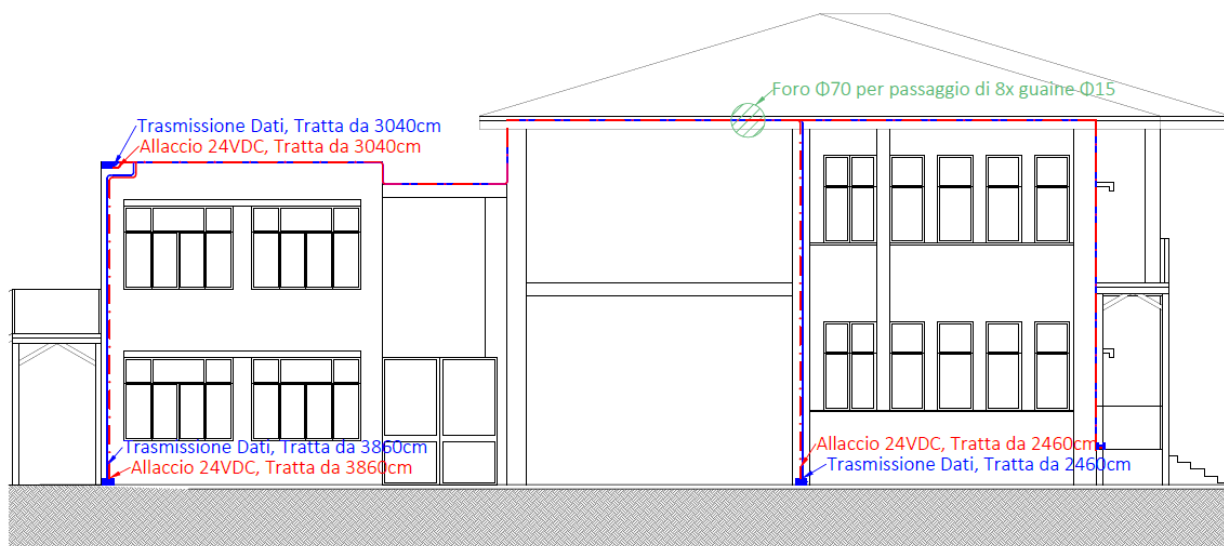 Foro Φ70 per passaggio di 8x guaine Φ15
Trasmissione Dati, Tratta da 3040cm
Allaccio 24VDC, Tratta da 3040cm
Trasmissione Dati, Tratta da 3860cm
Allaccio 24VDC, Tratta da 3860cm
Allaccio 24VDC, Tratta da 2460cm
Trasmissione Dati, Tratta da 2460cm